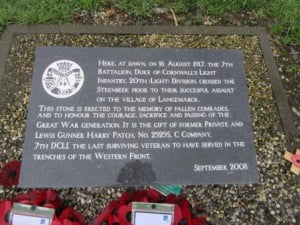 Here, at dawn, on 16 August 1917, the 7th
Battalion, Duke of Cornwall's Light
Infantry, 20th (Light) Division, crossed the
Steenbeek prior to their succesful assault
on the village of Langemarck.
This stone is erected to the memory of fallen comrades,
and to honour the courage, sacrifice and passing of the
Great War generation. It is the gift of former Private and
Lewis Gunner Harry Patch, No. 29295, C Company,
7th DCLI, the last surviving veteran to have served in the
trenches of the Western Front.
September 2008